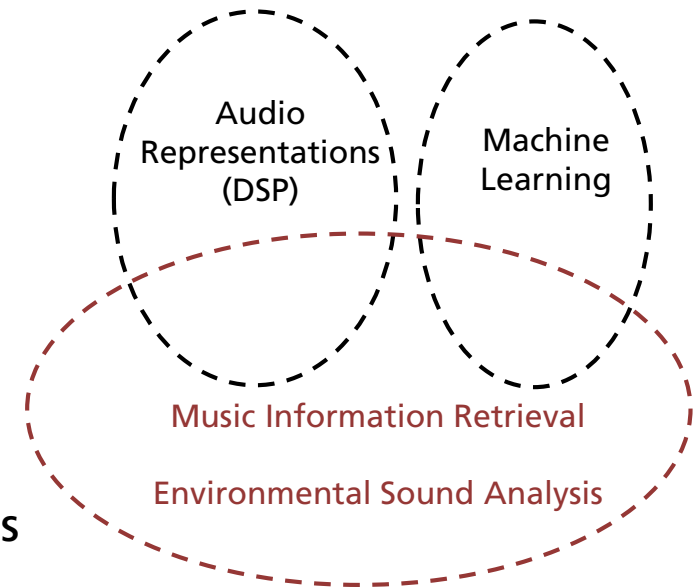 Audio
Representations
(DSP)
Machine
Learning
Music Information Retrieval
Environmental Sound Analysis
s